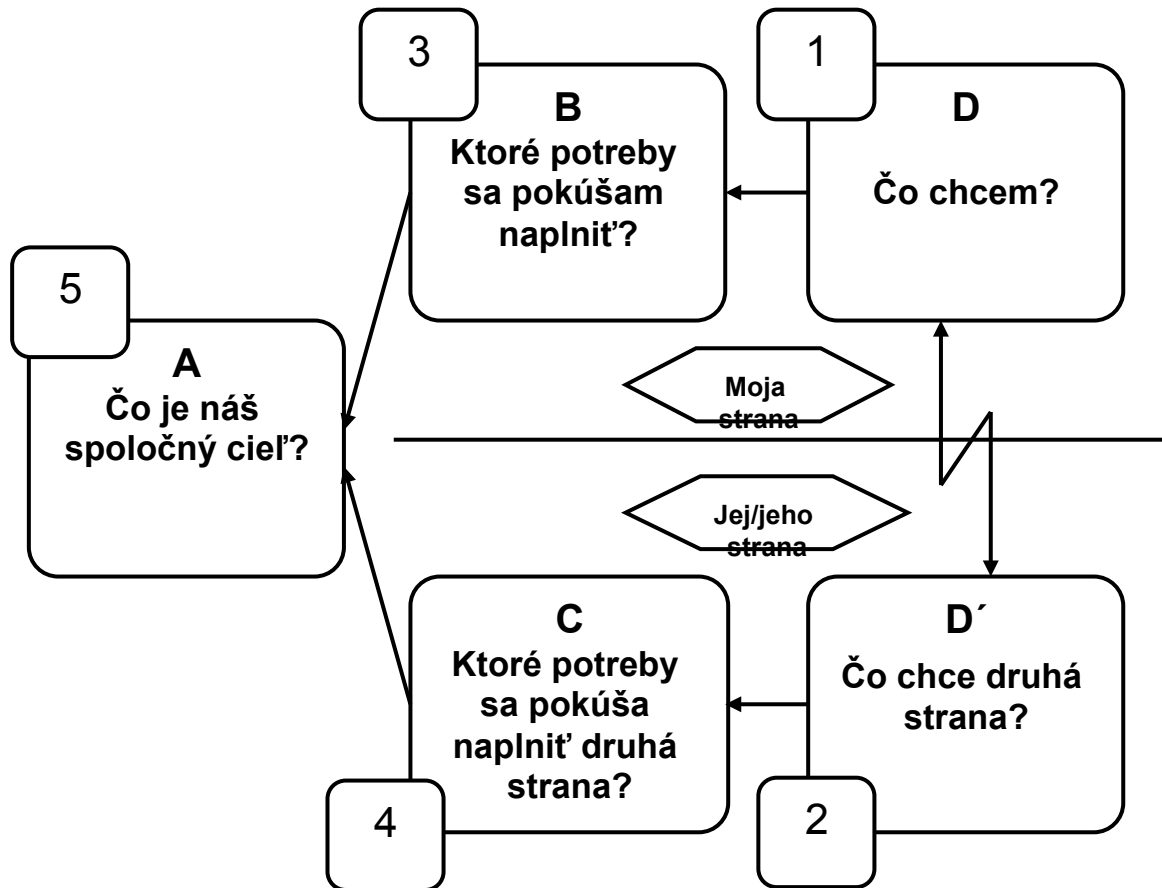 3
B
Ktoré potreby
sa pokúšam
naplniť?
1
D
Čo chcem?
5
A
Čo je náš
spoločný cieľ?
Moja
strana
Jej/jeho
strana
C
Ktoré potreby
sa pokúša
naplniť druhá
strana?
4
D´
Čo chce druhá
strana?
2